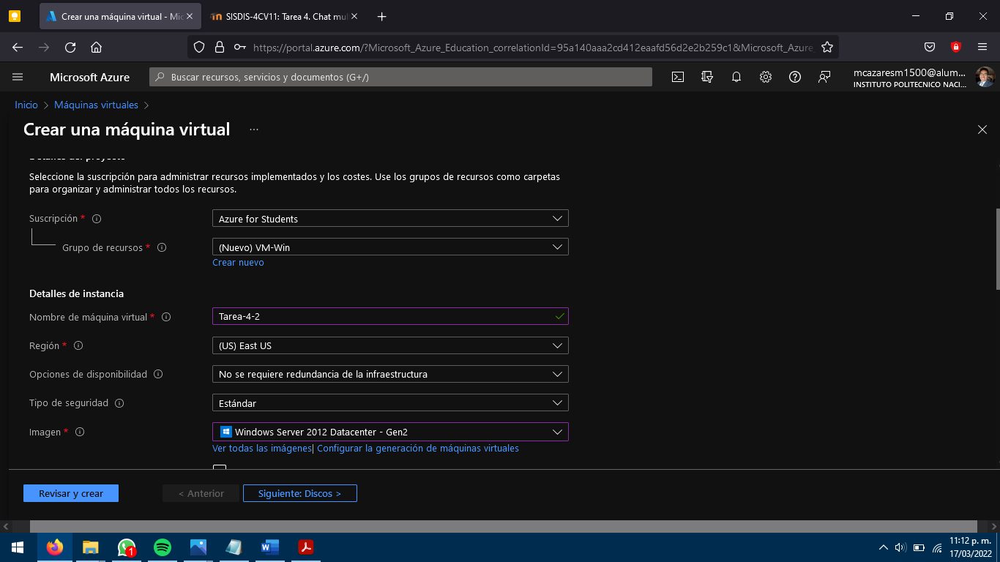 Crear una máquina virtual - Mic
SISDIS-4CV11: Tarea 4. Chat mul
https://portal.azure.com/?Microsoft_Azure_Education_correlationId=95a140aaa2cd412eaafd56d2e2b259c1&Microsoft_Azure_
Microsoft Azure
Buscar recursos, servicios y documentos (G+/)
mcazaresm1500@alum...
INSTITUTO POLITECNICO NACI...
Inicio > Máquinas virtuales >
Crear una máquina virtual ...
Detalles del proyecto
Seleccione la suscripción para administrar recursos implementados y los costes. Use los grupos de recursos como carpetas
para organizar y administrar todos los recursos.
Suscripción * Azure for Students
Grupo de recursos * (Nuevo) VM-Win
Crear nuevo
Detalles de instancia
Nombre de máquina virtual * Tarea-4-2
Región * (US) East US
Opciones de disponibilidad No se requiere redundancia de la infraestructura
Tipo de seguridad Estándar
Imagen * Windows Server 2012 Datacenter - Gen2
Ver todas las imágenes| Configurar la generación de máquinas virtuales
Revisar y crear < Anterior Siguiente: Discos >
1
11:12 p. m.
17/03/2022